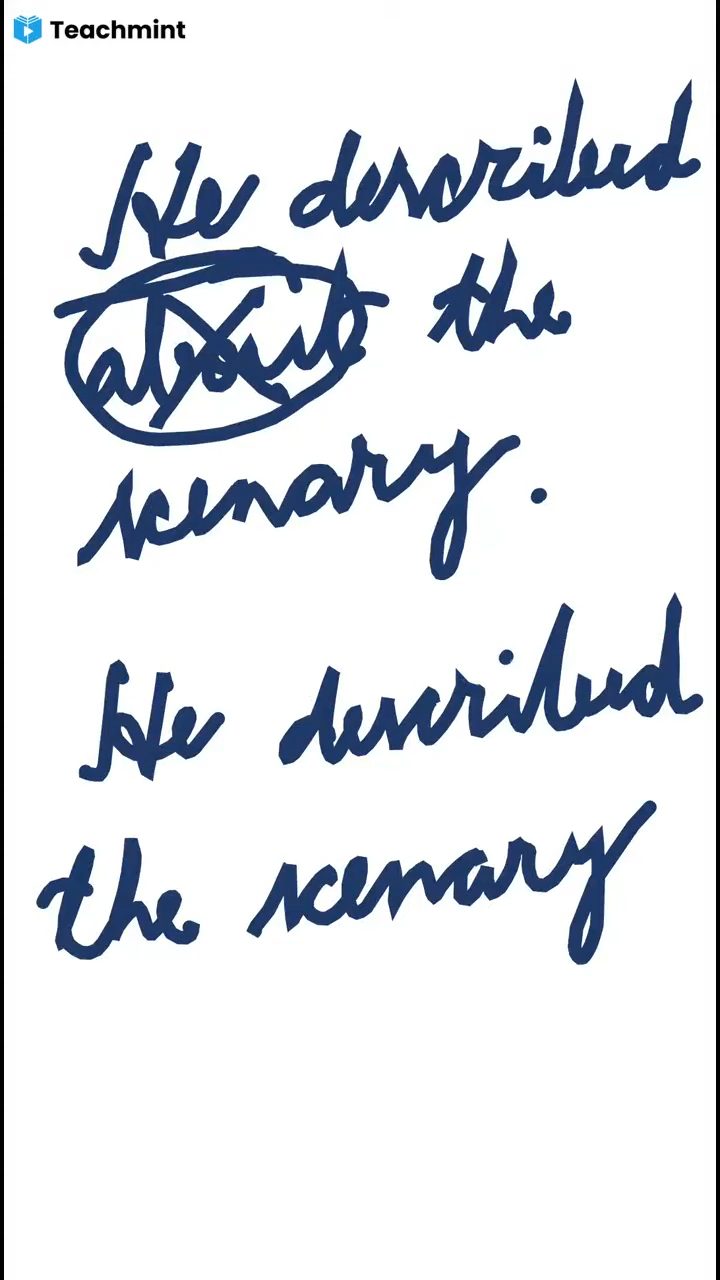 Teachmint
He described
about the
scenary.
He described
the scenary